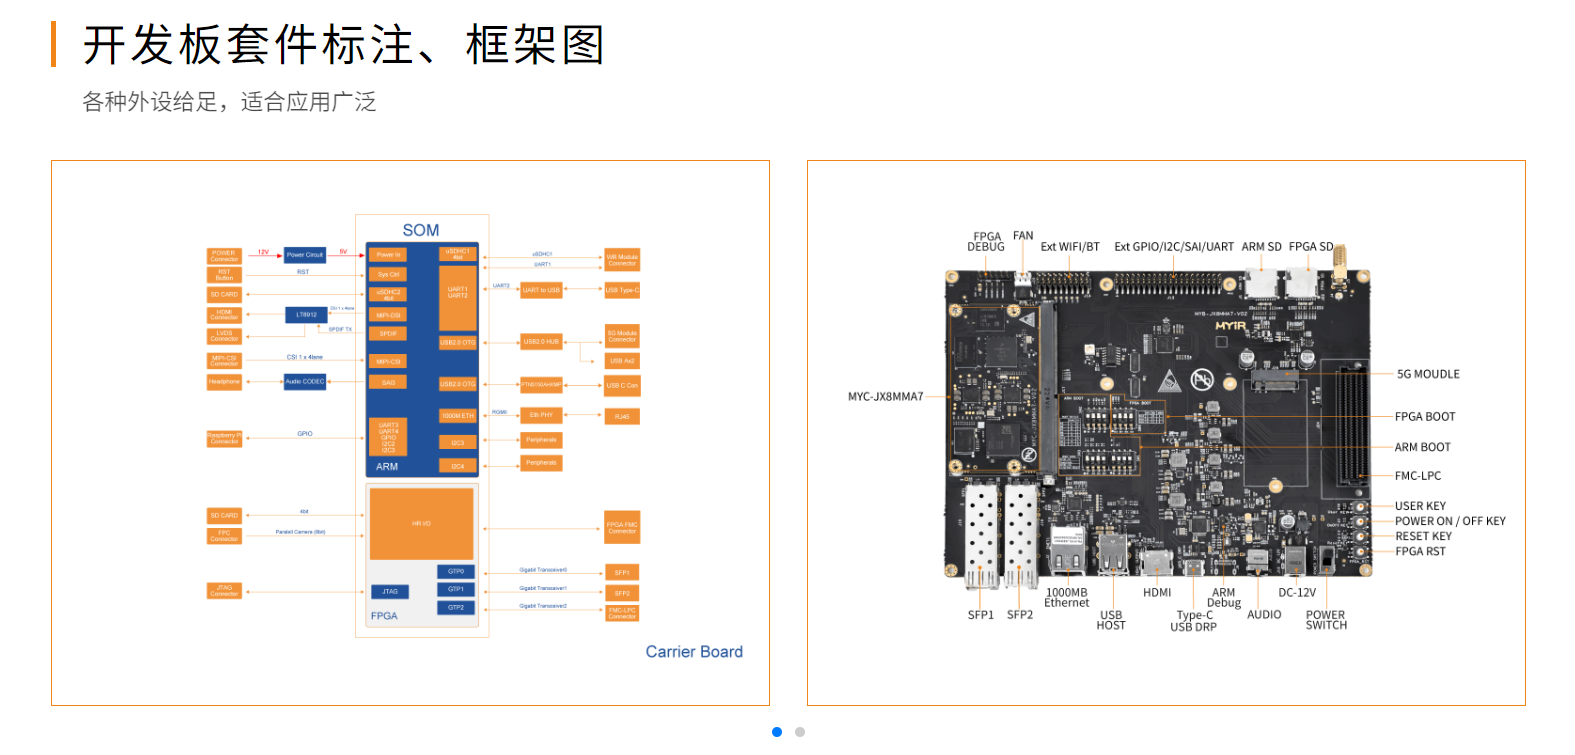 开发板套件标注、框架图
各种外设给足，适合应用广泛
SOM
POWER
Connector
12V
Power Circuit
5V
Power In
uSDHC1
4bit
uSDHC1
Wifi Module
Connector
UART1
RST
Button
RST
Sys Ctrl
UART1
UART2
UART2
UART to USB
USB Type-C
SD CARD
uSDHC2
4bit
HDMI
Connector
LT8912
MIPI-DSI
LVDS
Connector
SPDIF TX
SPDIF
USB2.0 OTG
USB2.0 HUB
5G Module
Connector
USB Ax2
MIPI-CSI
Connector
CSI 1 x 4lane
MIPI-CSI
Headphone
Audio CODEC
SAI3
USB2.0 OTG
USB C Con
1000M ETH
RGMII
Eth PHY
RJ45
Raspberry Pi
Connector
GPIO
UART3
UART4
GPIO
I2C2
I2C3
I2C3
Peripherals
ARM
I2C4
Peripherals
SD CARD
4bit
HR I/O
FPGA FMC
Connector
FPC
Connector
Paralell Camera (8bit)
GTP0
Gigabit Transceiver0
SFP1
JTAG
Connector
JTAG
GTP1
Gigabit Transceiver1
SFP2
GTP2
Gigabit Transceiver2
FMC-LPC
Connector
FPGA
Carrier Board
FPGA
DEBUG
FAN
Ext WIFI/BT
Ext GPIO/I2C/SAI/UART
ARM SD
FPGA SD
MYB-JX8MMA7-V02
MYiR
MYC-JX8MMA7
ARM BOOT
FPGA BOOT
5G MOUDLE
FPGA BOOT
ARM BOOT
FMC-LPC
USER KEY
POWER ON / OFF KEY
RESET KEY
FPGA RST
SFP1
SFP2
1000MB
Ethernet
USB
HOST
HDMI
Type-C
USB DRP
ARM
Debug
AUDIO
DC-12V
POWER
SWITCH